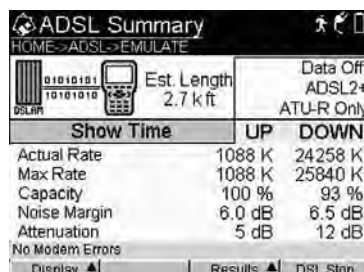 ADSL Summary
HOME->ADSL->EMULATE
01010101
10101010
DSLAM
Est. Length
2.7 k ft
Data Off
ADSL2+
ATU-R Only
Show Time UP DOWN
Actual Rate 1088 K 24258 K
Max Rate 1088 K 25840 K
Capacity 100 % 93 %
Noise Margin 6.0 dB 6.5 dB
Attenuation 5 dB 12 dB
No Modem Errors
Display Results DSL Stop